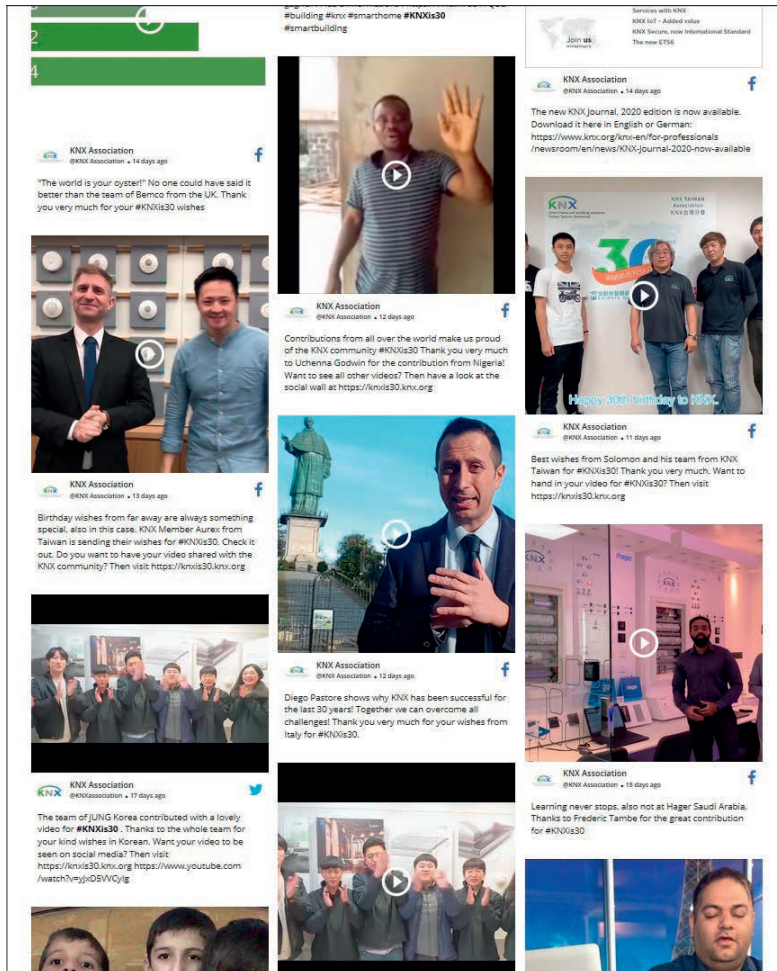 2
4
KNX Association
@KNX Association • 14 days ago
"The world is your oyster!" No one could have said it
better than the team of Bemco from the UK. Thank
you very much for your #KNXis30 wishes
KNX Association
@KNX Association • 13 days ago
Birthday wishes from far away are always something
special, also in this case. KNX Member Aurex from
Taiwan is sending their wishes for #KNXis30. Check it
out. Do you want to have your video shared with the
KNX community? Then visit https://knxis30.knx.org
KNX
KNX Association
@KNXassociation • 17 days ago
The team of JUNG Korea contributed with a lovely
video for #KNXis30 . Thanks to the whole team for
your kind wishes in Korean. Want your video to be
seen on social media? Then visit
https://knxis30.knx.org https://www.youtube.com
/watch?v=yjxD5VVCyIg
#building #knx #smarthome #KNXis30
#smartbuilding
KNX Association
@KNX Association • 12 days ago
Contributions from all over the world make us proud
of the KNX community #KNXis30 Thank you very much
to Uchenna Godwin for the contribution from Nigeria!
Want to see all other videos? Then have a look at the
social wall at https://knxis30.knx.org
KNX Association
@KNX Association • 12 days ago
Diego Pastore shows why KNX has been successful for
the last 30 years! Together we can overcome all
challenges! Thank you very much for your wishes from
Italy for #KNXis30.
Services with KNX
KNX IoT - Added value
KNX Secure, now International Standard
The new ETS6
Join us
KNX Association
@KNX Association • 14 days ago
The new KNX Journal, 2020 edition is now available.
Download it here in English or German:
https://www.knx.org/knx-en/for-professionals
/newsroom/en/news/KNX-Journal-2020-now-available
KNX
KNX TAIWAN
Association
KNX台灣分會
30
ANNIVERSARY
Happy 30th birthday to KNX.
KNX Association
@KNX Association • 11 days ago
Best wishes from Solomon and his team from KNX
Taiwan for #KNXis30! Thank you very much. Want to
hand in your video for #KNXis30? Then visit
https://knxis30.knx.org
KNX
:hager
KNX Association
@KNX Association • 15 days ago
Learning never stops, also not at Hager Saudi Arabia.
Thanks to Frederic Tambe for the great contribution
for #KNXis30